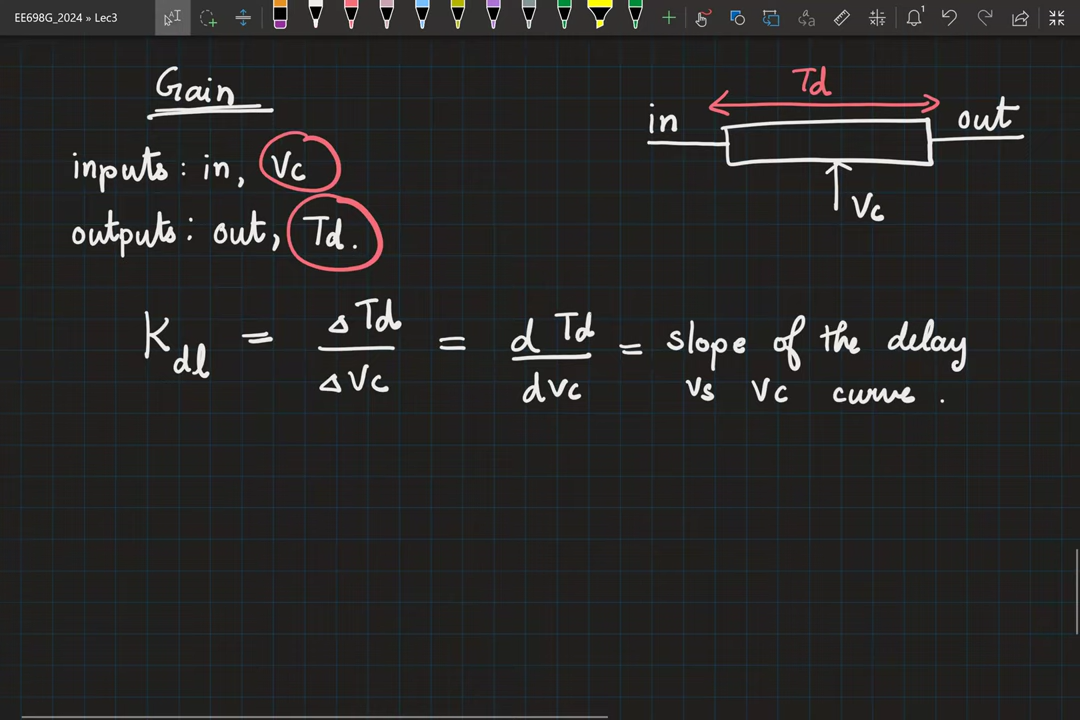 EE698G_2024 » Lec3
Gain
Td
in
out
Vc
inputs : in, Vc
outputs : out, Td.
Kdl = ΔTd / ΔVc = d Td / dVc = slope of the delay
vs Vc curve .